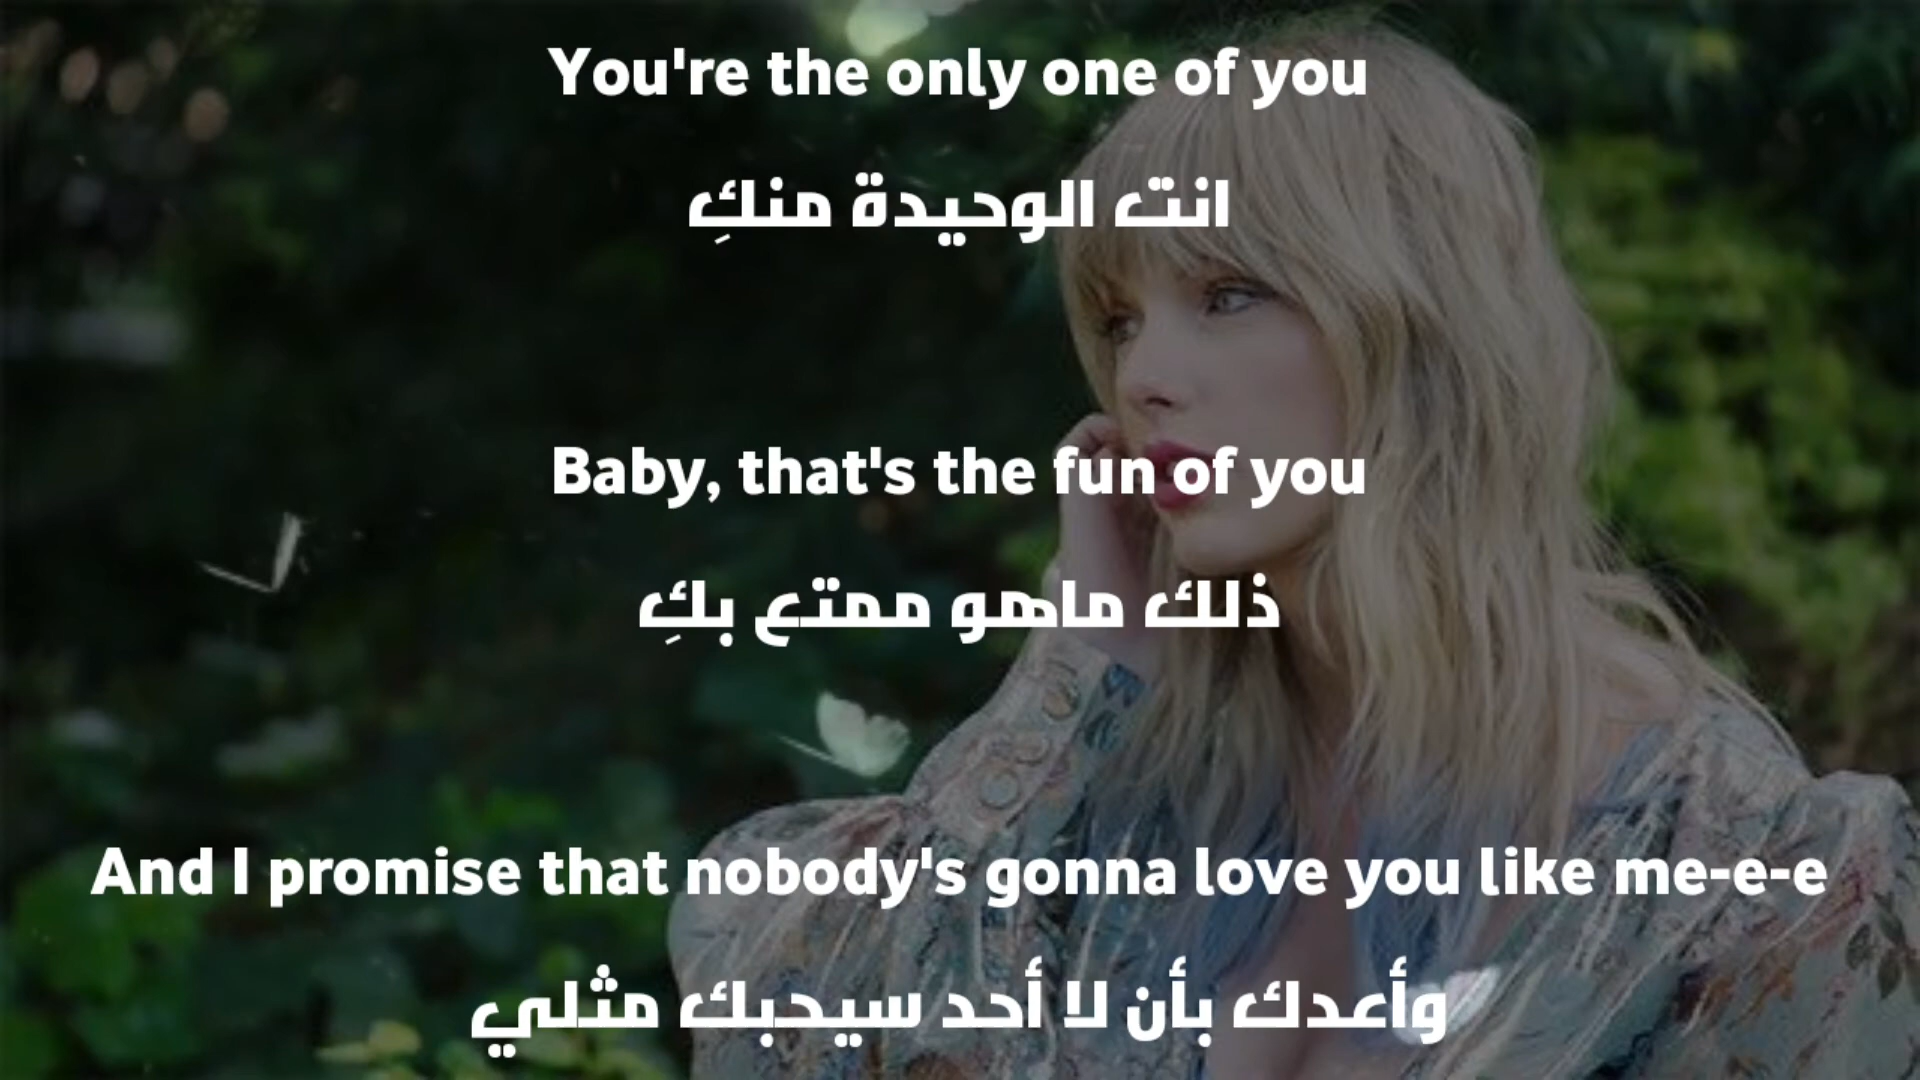 You're the only one of you
انت الوحيدة منكِ
Baby, that's the fun of you
ذلك ماهو ممتع بكِ
And I promise that nobody's gonna love you like me-e-e
وأعدك بأن لا أحد سيحبك مثلي